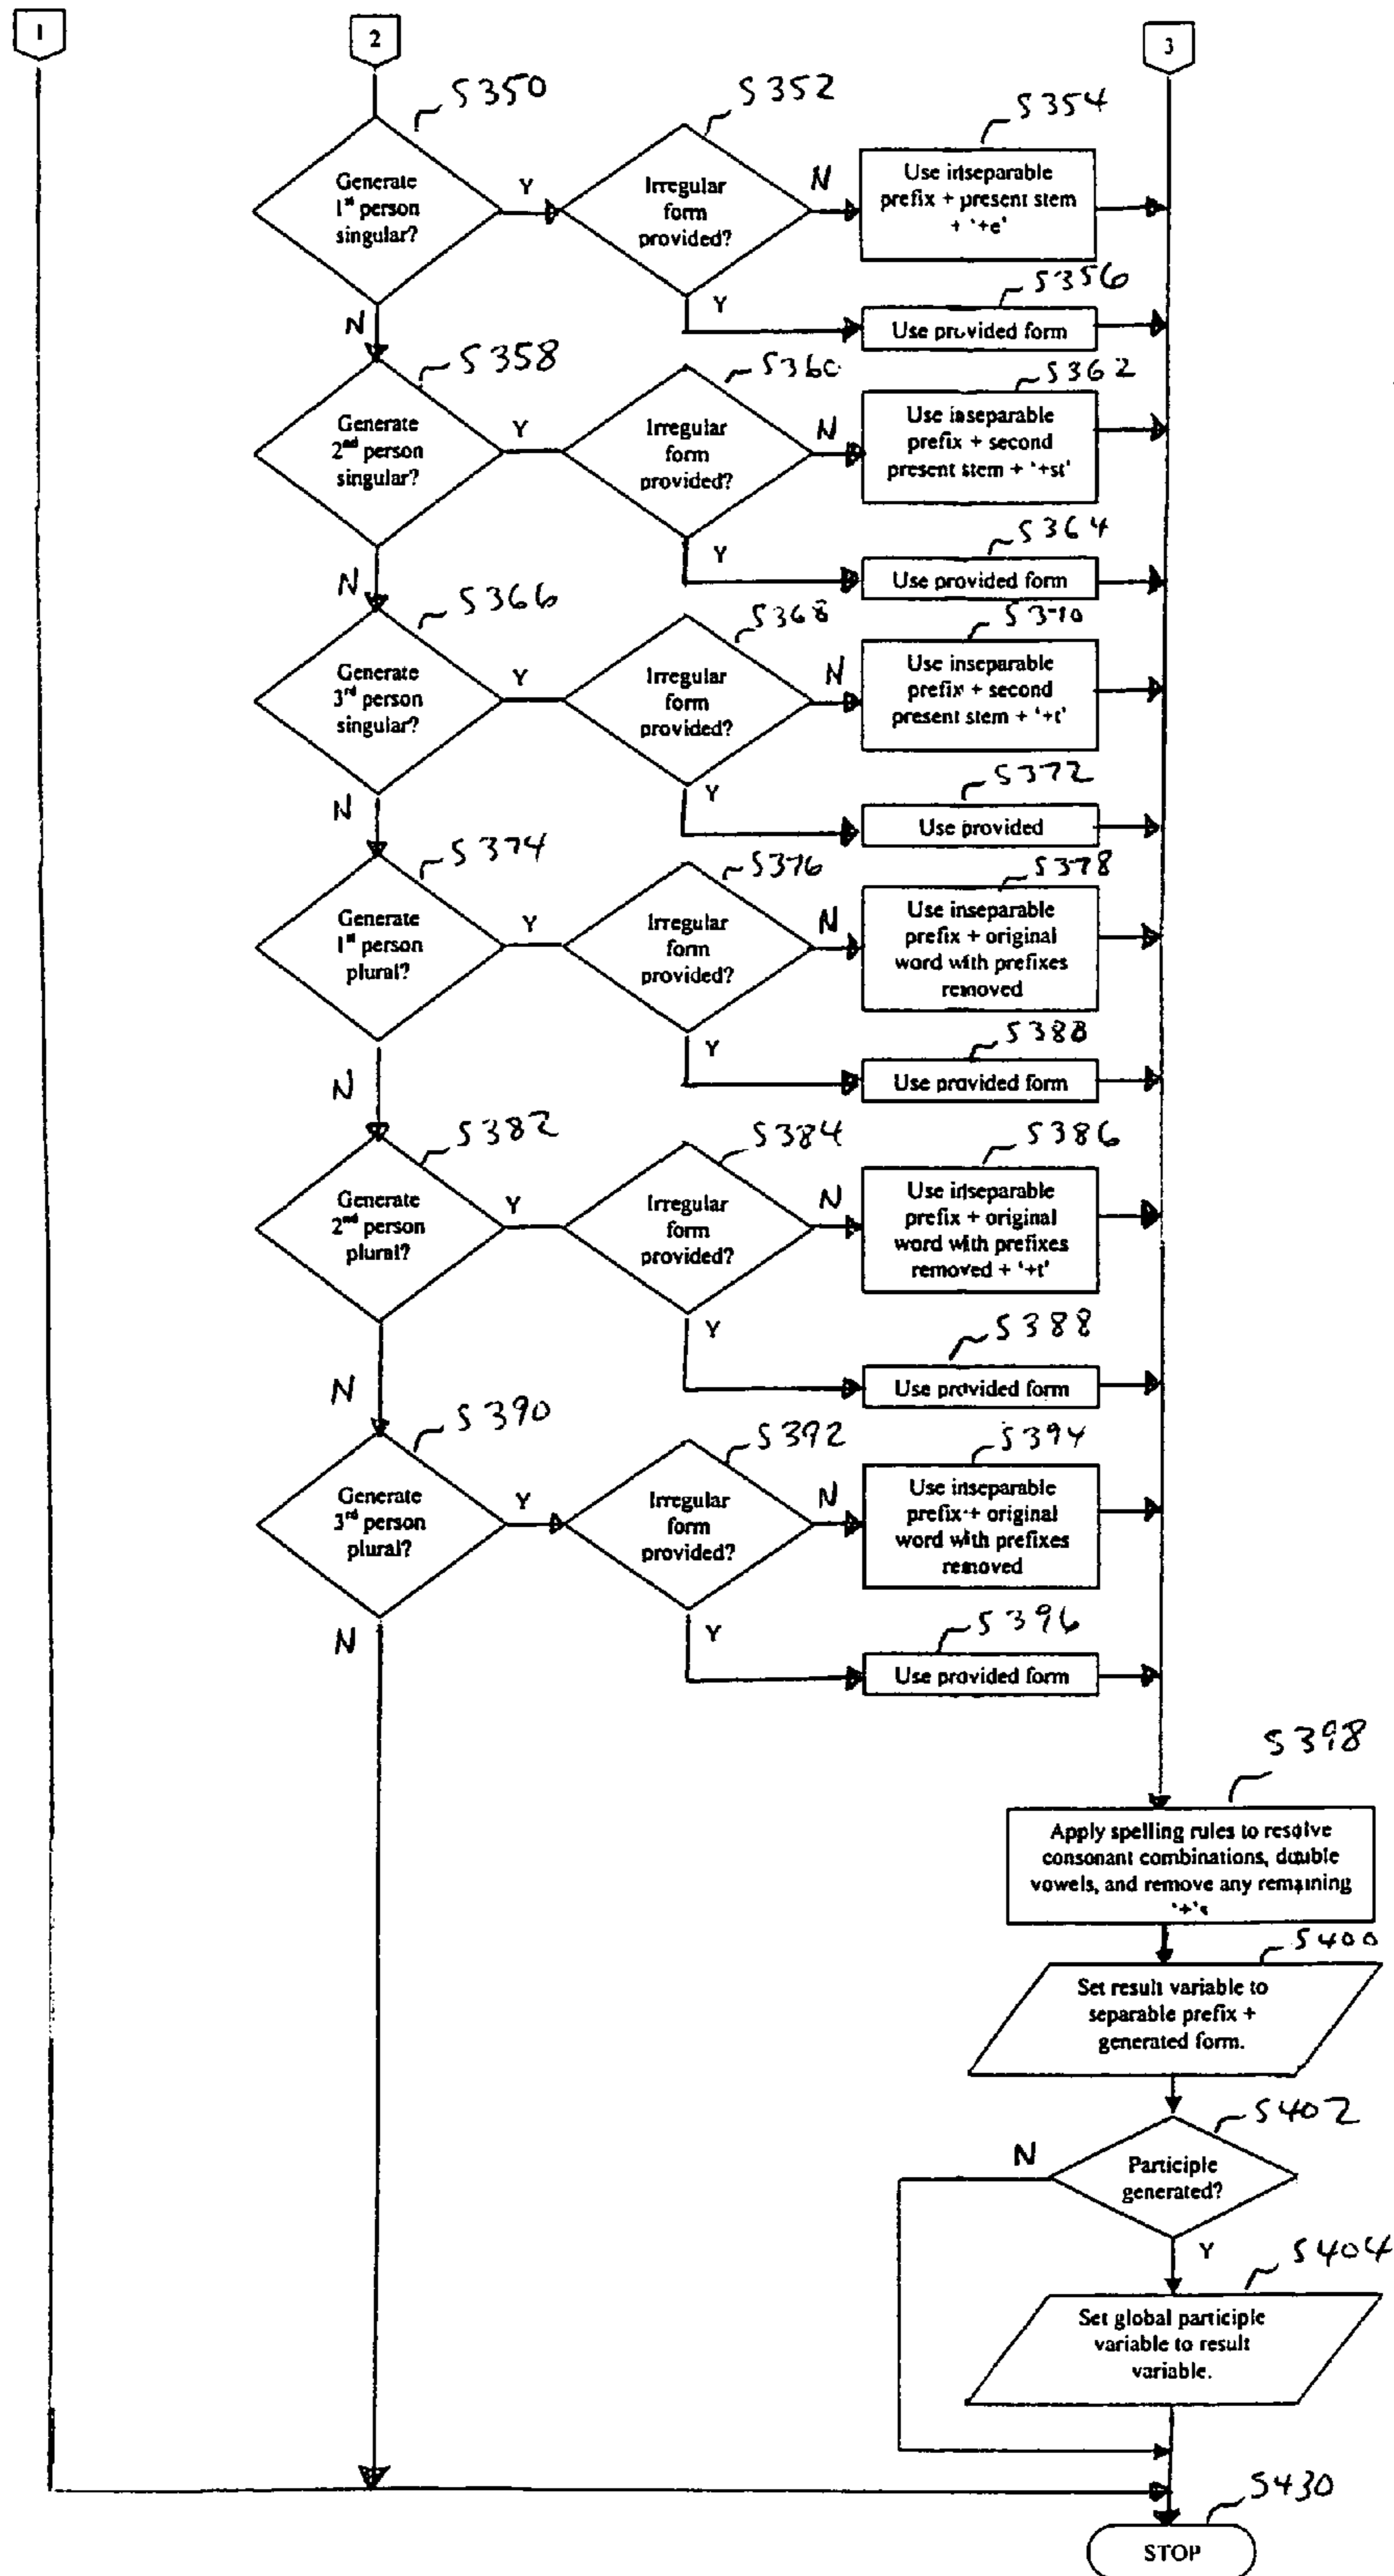 1
2
3
S350
S352
S354
Generate
1st person
singular?
Y
Irregular
form
provided?
N
Use inseparable
prefix + present stem
+ '+e'
Y
S356
Use provided form
N
S358
S360
S362
Generate
2nd person
singular?
Y
Irregular
form
provided?
N
Use inseparable
prefix + second
present stem + '+st'
Y
S364
Use provided form
N
S366
S368
S370
Generate
3rd person
singular?
Y
Irregular
form
provided?
N
Use inseparable
prefix + second
present stem + '+t'
Y
S372
Use provided
N
S374
S376
S378
Generate
1st person
plural?
Y
Irregular
form
provided?
N
Use inseparable
prefix + original
word with prefixes
removed
Y
S380
Use provided form
N
S382
S384
S386
Generate
2nd person
plural?
Y
Irregular
form
provided?
N
Use inseparable
prefix + original
word with prefixes
removed + '+t'
Y
S388
Use provided form
N
S390
S392
S394
Generate
3rd person
plural?
Y
Irregular
form
provided?
N
Use inseparable
prefix + original
word with prefixes
removed
Y
S396
Use provided form
N
S398
Apply spelling rules to resolve
consonant combinations, double
vowels, and remove any remaining
'+'s
S400
Set result variable to
separable prefix +
generated form.
S402
N
Participle
generated?
Y
S404
Set global participle
variable to result
variable.
S430
STOP